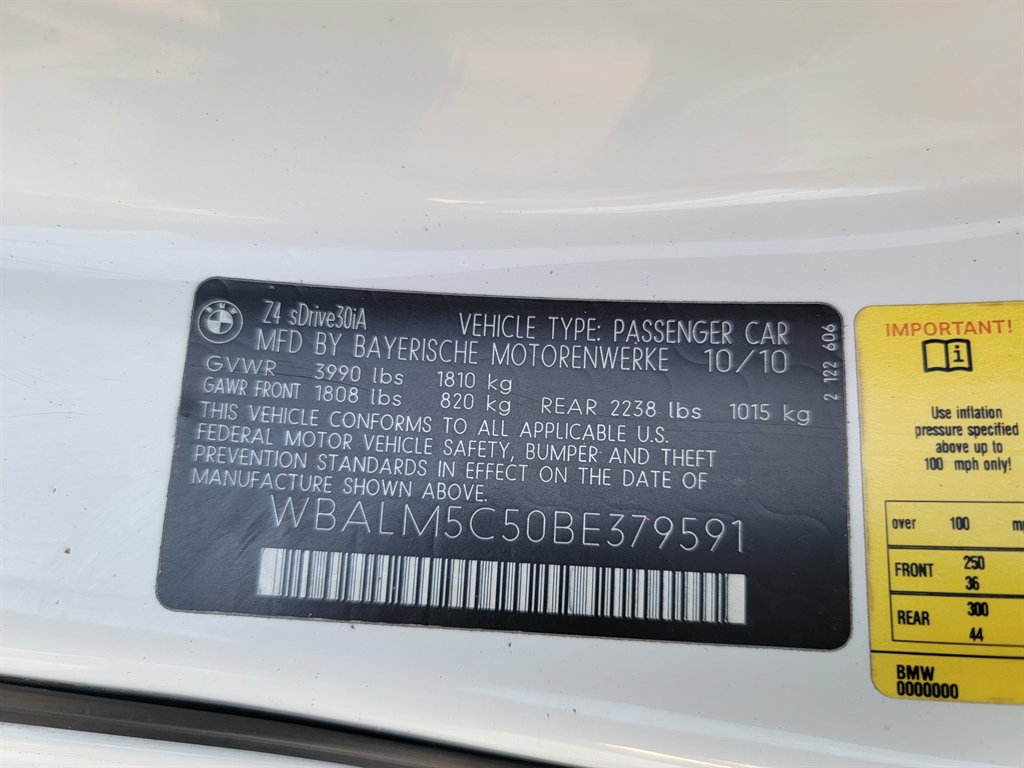 BMW
Z4 sDrive30iA
VEHICLE TYPE: PASSENGER CAR
MFD BY BAYERISCHE MOTORENWERKE 10/10
GVWR 3990 lbs 1810 kg
GAWR FRONT 1808 lbs 820 kg REAR 2238 lbs 1015 kg
THIS VEHICLE CONFORMS TO ALL APPLICABLE U.S.
FEDERAL MOTOR VEHICLE SAFETY, BUMPER AND THEFT
PREVENTION STANDARDS IN EFFECT ON THE DATE OF
MANUFACTURE SHOWN ABOVE.
WBALM5C50BE379591
2 122 606
IMPORTANT!
i
Use inflation
pressure specified
above up to
100 mph only!
over 100
FRONT 250
36
REAR 300
44
BMW
0000000